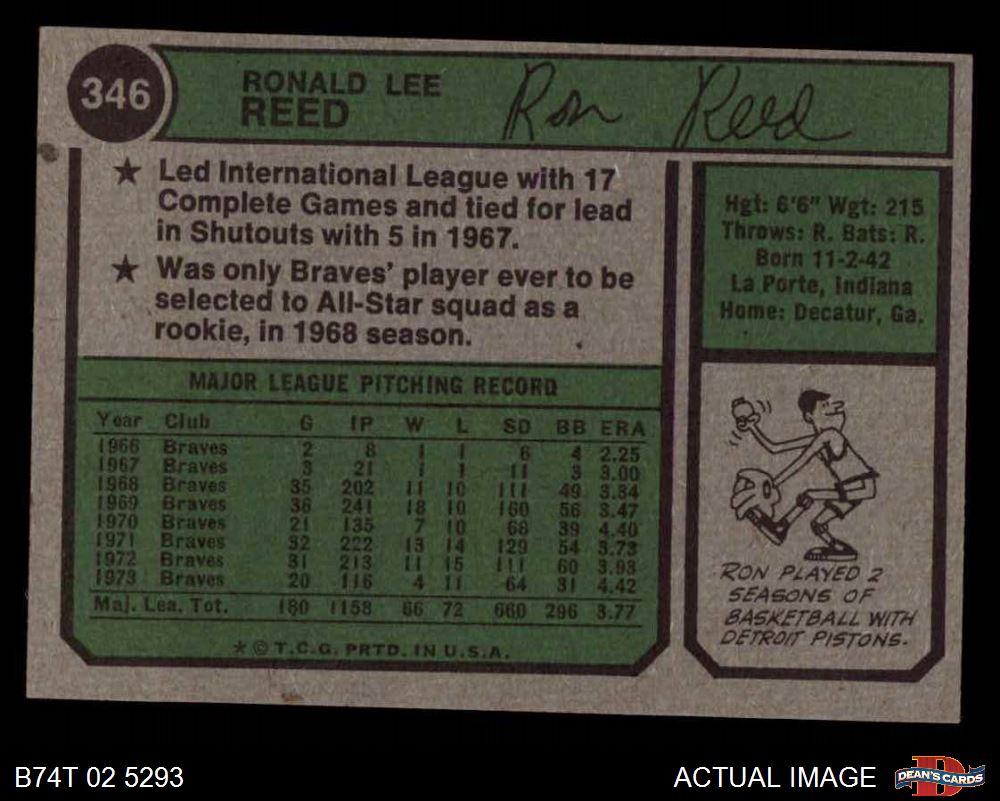 346
RONALD LEE
REED
Ron Reed
★ Led International League with 17
Complete Games and tied for lead
in Shutouts with 5 in 1967.
★ Was only Braves' player ever to be
selected to All-Star squad as a
rookie, in 1968 season.
Hgt: 6'6" Wgt: 215
Throws: R. Bats: R.
Born 11-2-42
La Porte, Indiana
Home: Decatur, Ga.
MAJOR LEAGUE PITCHING RECORD
Year Club G IP W L SO BB ERA
1966 Braves 2 8 1 1 6 4 2.25
1967 Braves 3 21 1 1 11 3 3.00
1968 Braves 35 202 11 10 111 49 3.34
1969 Braves 36 241 18 10 160 56 3.47
1970 Braves 21 135 7 10 68 39 4.40
1971 Braves 32 222 13 14 129 54 3.73
1972 Braves 31 213 11 15 111 60 3.93
1973 Braves 20 116 4 11 64 31 4.42
Maj. Lea. Tot. 180 1158 66 72 660 296 3.77
* © T.C.G. PRTD. IN U.S.A.
RON PLAYED 2
SEASONS OF
BASKETBALL WITH
DETROIT PISTONS.
B74T 02 5293
ACTUAL IMAGE
DEAN'S CARDS